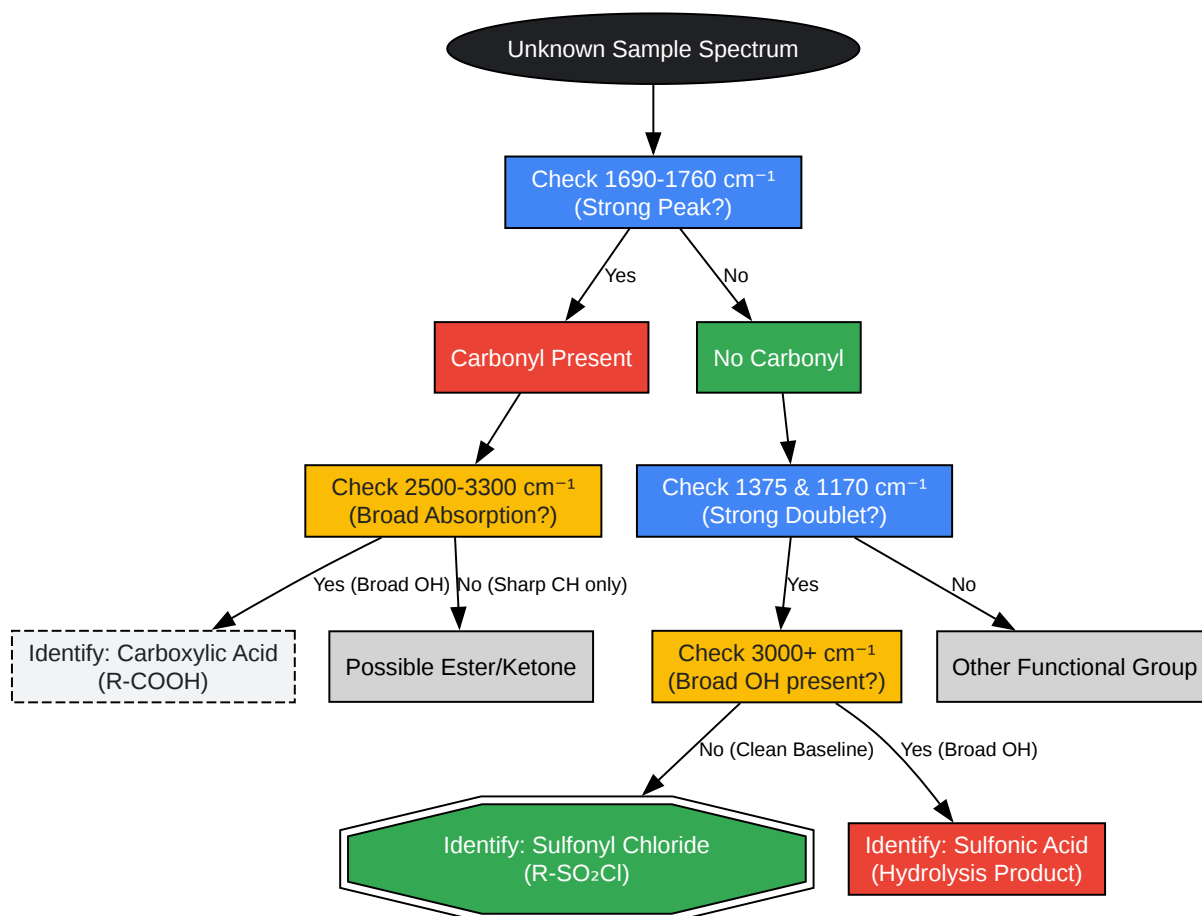 Unknown Sample Spectrum
Check 1690-1760 cm⁻¹
(Strong Peak?)
Yes
No
Carbonyl Present
No Carbonyl
Check 2500-3300 cm⁻¹
(Broad Absorption?)
Check 1375 & 1170 cm⁻¹
(Strong Doublet?)
Yes (Broad OH)
No (Sharp CH only)
Yes
No
Identify: Carboxylic Acid
(R-COOH)
Possible Ester/Ketone
Check 3000+ cm⁻¹
(Broad OH present?)
Other Functional Group
No (Clean Baseline)
Yes (Broad OH)
Identify: Sulfonyl Chloride
(R-SO₂Cl)
Identify: Sulfonic Acid
(Hydrolysis Product)